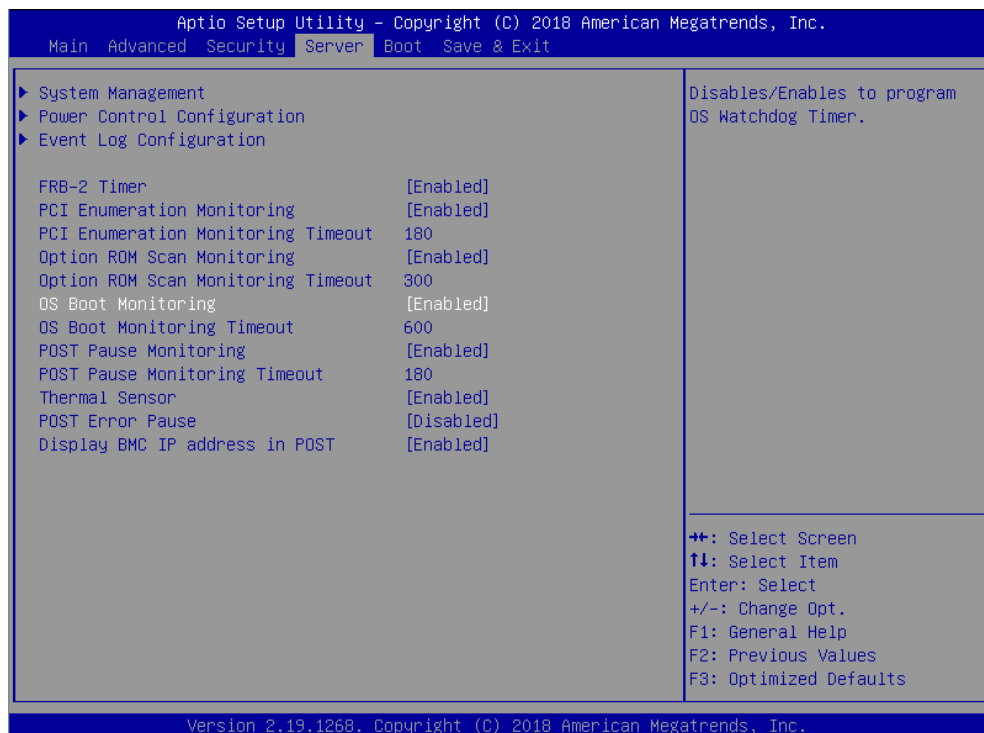 Aptio Setup Utility – Copyright (C) 2018 American Megatrends, Inc.
Main Advanced Security Server Boot Save & Exit
System Management
Power Control Configuration
Event Log Configuration
FRB-2 Timer [Enabled]
PCI Enumeration Monitoring [Enabled]
PCI Enumeration Monitoring Timeout 180
Option ROM Scan Monitoring [Enabled]
Option ROM Scan Monitoring Timeout 300
OS Boot Monitoring [Enabled]
OS Boot Monitoring Timeout 600
POST Pause Monitoring [Enabled]
POST Pause Monitoring Timeout 180
Thermal Sensor [Enabled]
POST Error Pause [Disabled]
Display BMC IP address in POST [Enabled]
Disables/Enables to program
OS Watchdog Timer.
→←: Select Screen
↑↓: Select Item
Enter: Select
+/-: Change Opt.
F1: General Help
F2: Previous Values
F3: Optimized Defaults
Version 2.19.1268. Copyright (C) 2018 American Megatrends, Inc.